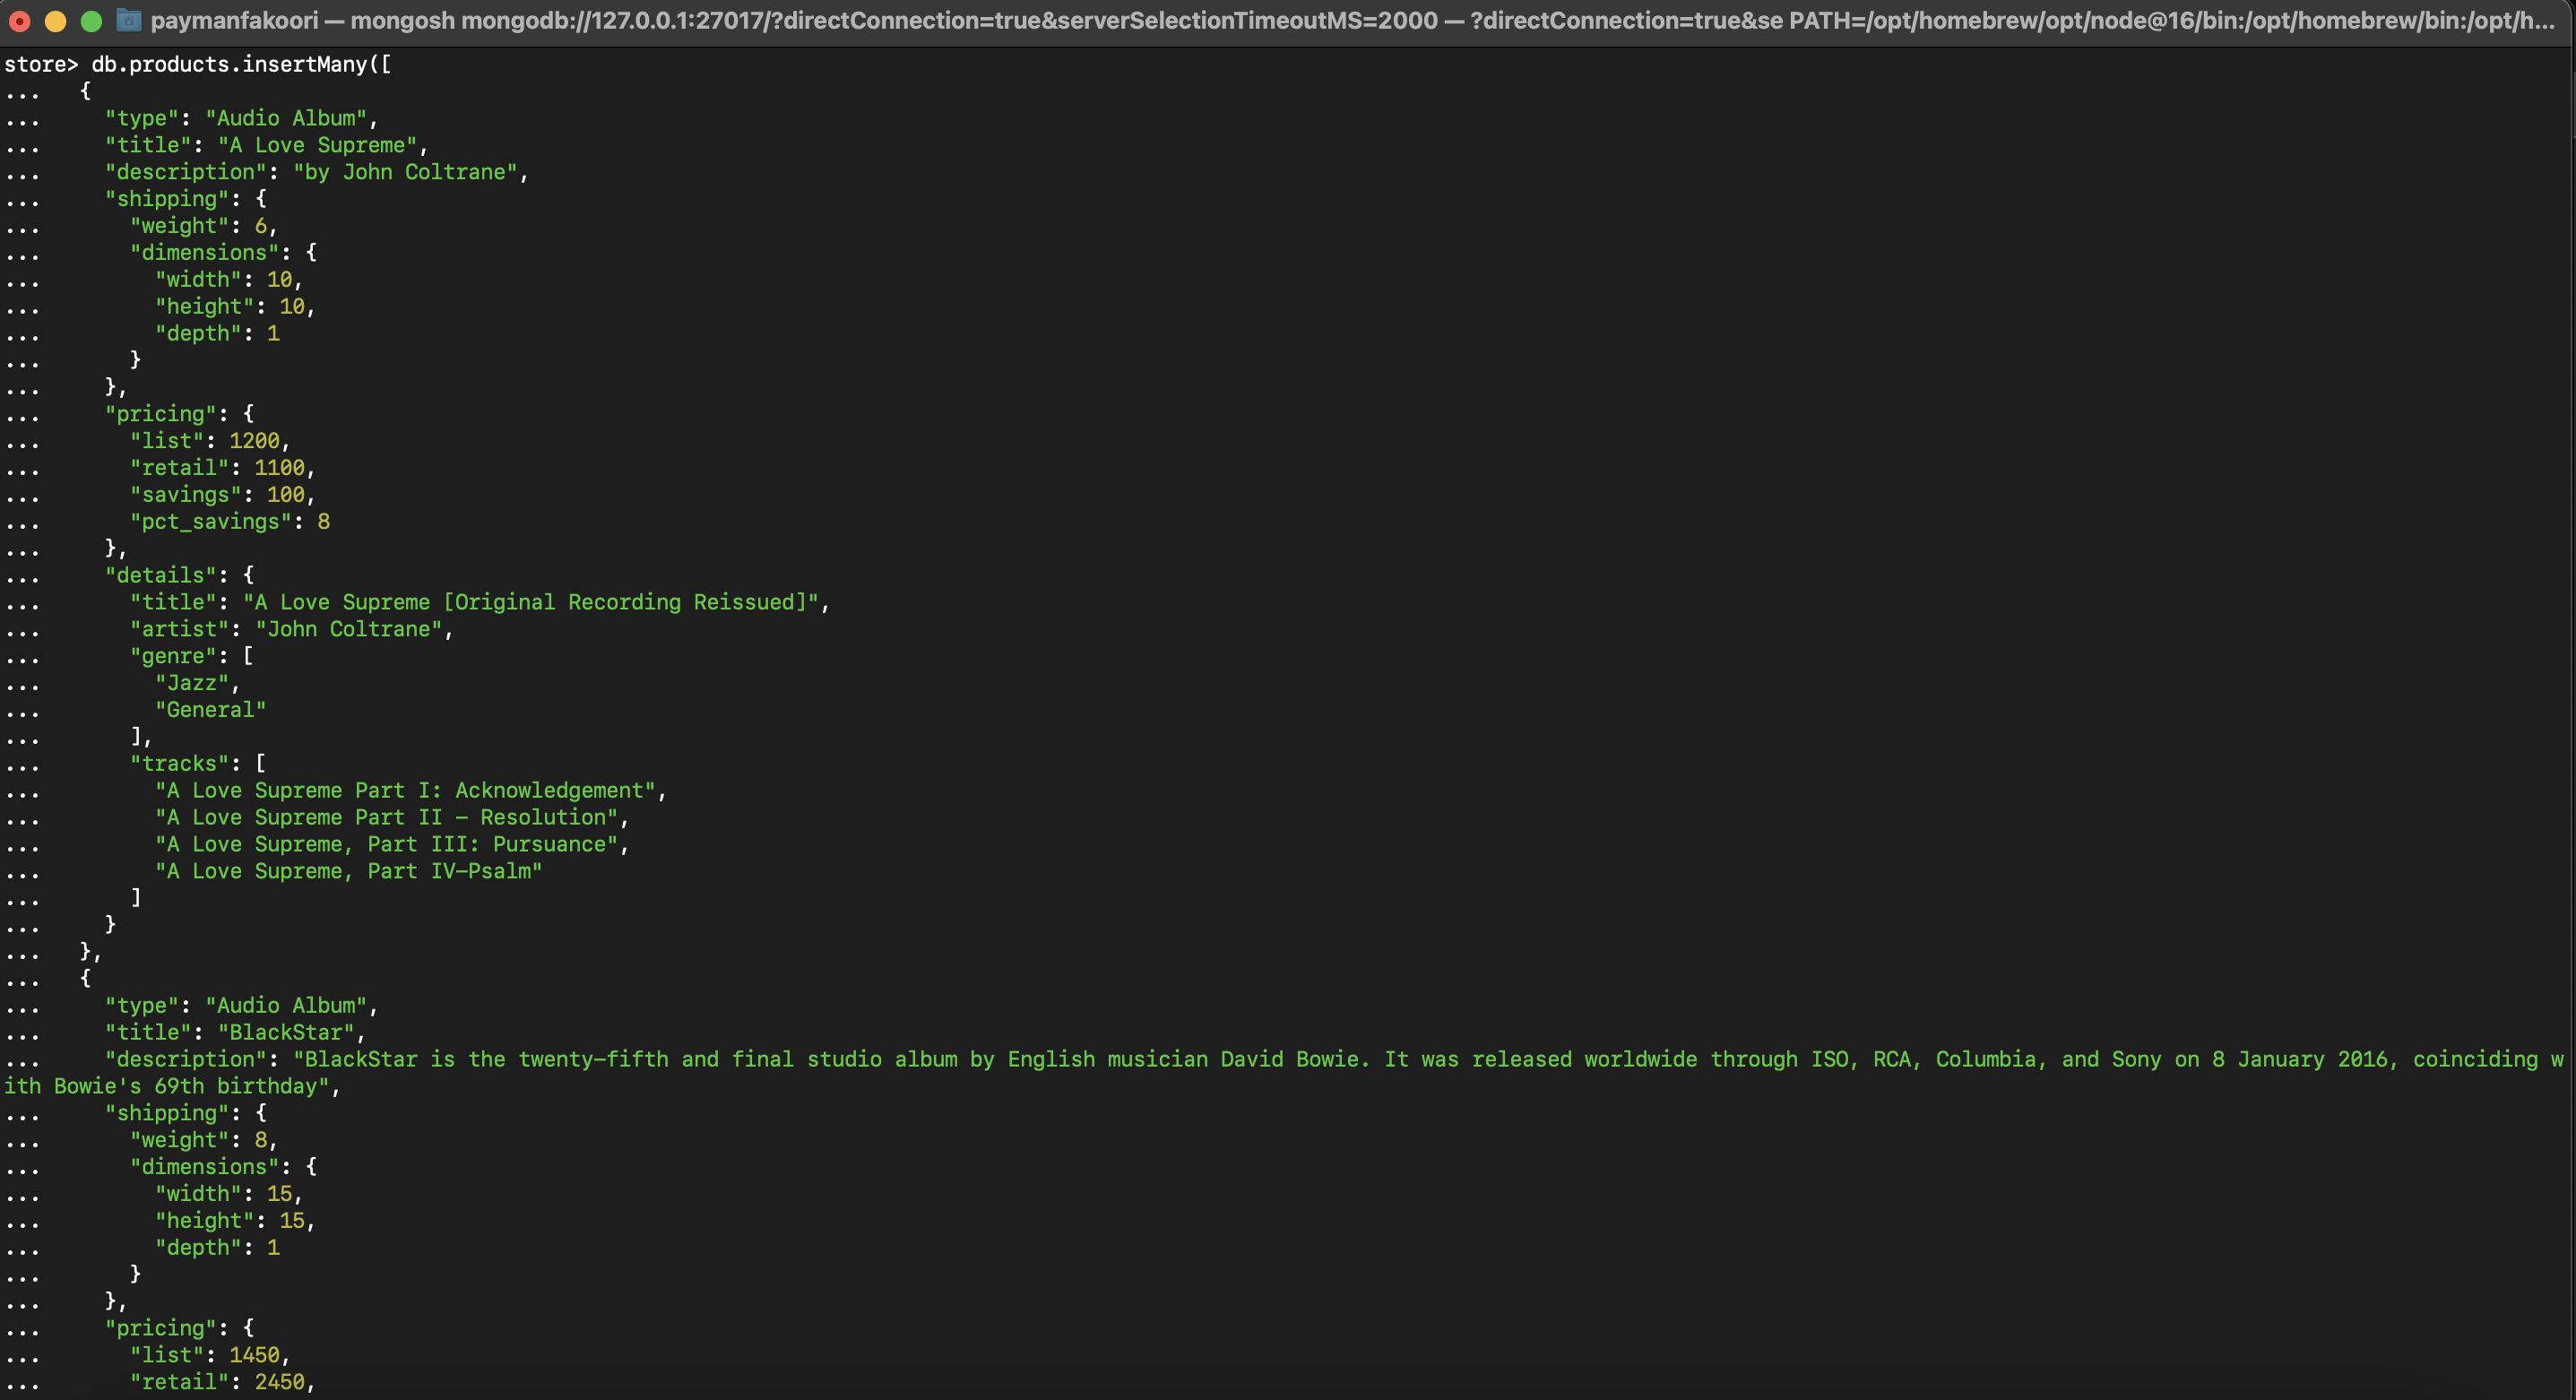 paymanfakoori — mongosh mongodb://127.0.0.1:27017/?directConnection=true&serverSelectionTimeoutMS=2000 — ?directConnection=true&se PATH=/opt/homebrew/opt/node@16/bin:/opt/homebrew/bin:/opt/h...
store> db.products.insertMany([
...   {
...     "type": "Audio Album",
...     "title": "A Love Supreme",
...     "description": "by John Coltrane",
...     "shipping": {
...       "weight": 6,
...       "dimensions": {
...         "width": 10,
...         "height": 10,
...         "depth": 1
...       }
...     },
...     "pricing": {
...       "list": 1200,
...       "retail": 1100,
...       "savings": 100,
...       "pct_savings": 8
...     },
...     "details": {
...       "title": "A Love Supreme [Original Recording Reissued]",
...       "artist": "John Coltrane",
...       "genre": [
...         "Jazz",
...         "General"
...       ],
...       "tracks": [
...         "A Love Supreme Part I: Acknowledgement",
...         "A Love Supreme Part II – Resolution",
...         "A Love Supreme, Part III: Pursuance",
...         "A Love Supreme, Part IV–Psalm"
...       ]
...     }
...   },
...   {
...     "type": "Audio Album",
...     "title": "BlackStar",
...     "description": "BlackStar is the twenty-fifth and final studio album by English musician David Bowie. It was released worldwide through ISO, RCA, Columbia, and Sony on 8 January 2016, coinciding w
ith Bowie's 69th birthday",
...     "shipping": {
...       "weight": 8,
...       "dimensions": {
...         "width": 15,
...         "height": 15,
...         "depth": 1
...       }
...     },
...     "pricing": {
...       "list": 1450,
...       "retail": 2450,